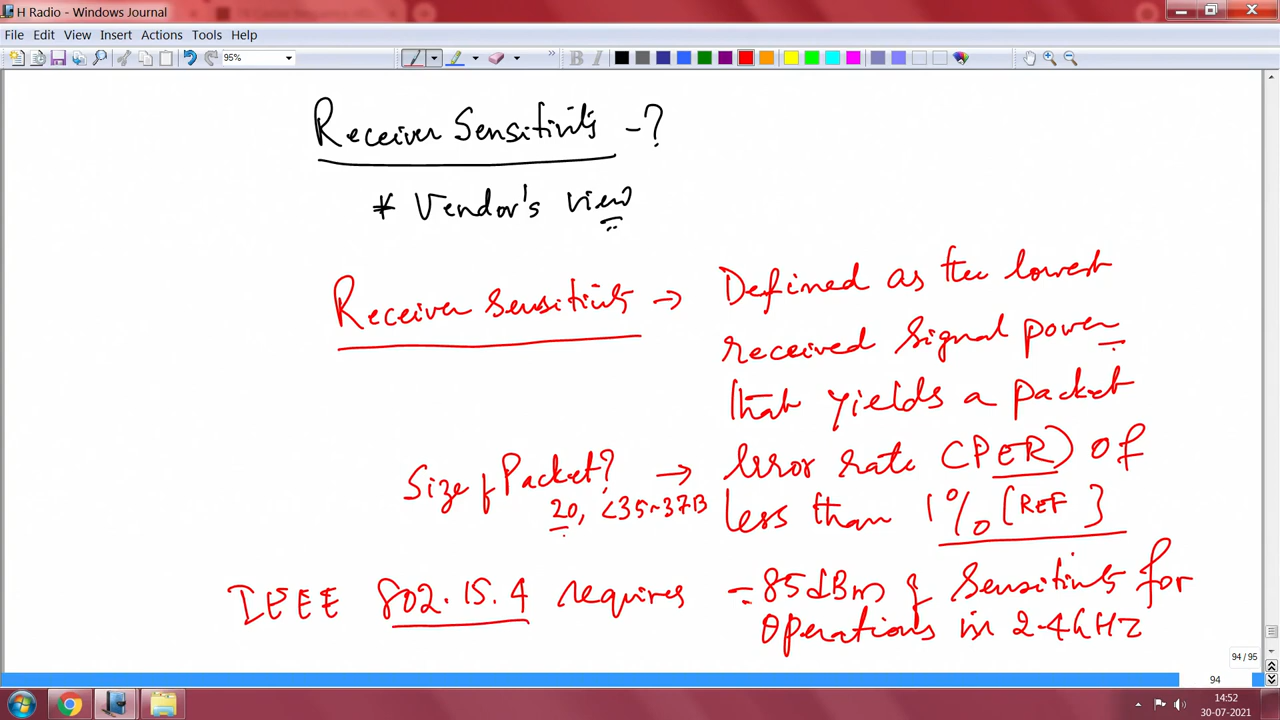 H Radio - Windows Journal
File Edit View Insert Actions Tools Help
95%
Receiver Sensitivity - ?
* Vendor's view
Receiver Sensitivity → Defined as the lowest
received signal power
that yields a packet
Size of Packet? → Error rate (PER) of
20, <35~37B less than 1% [REF]
IEEE 802.15.4 requires -85dBm of Sensitivity for
Operations in 2.4GHz
94 / 95
94
14:52
30-07-2021